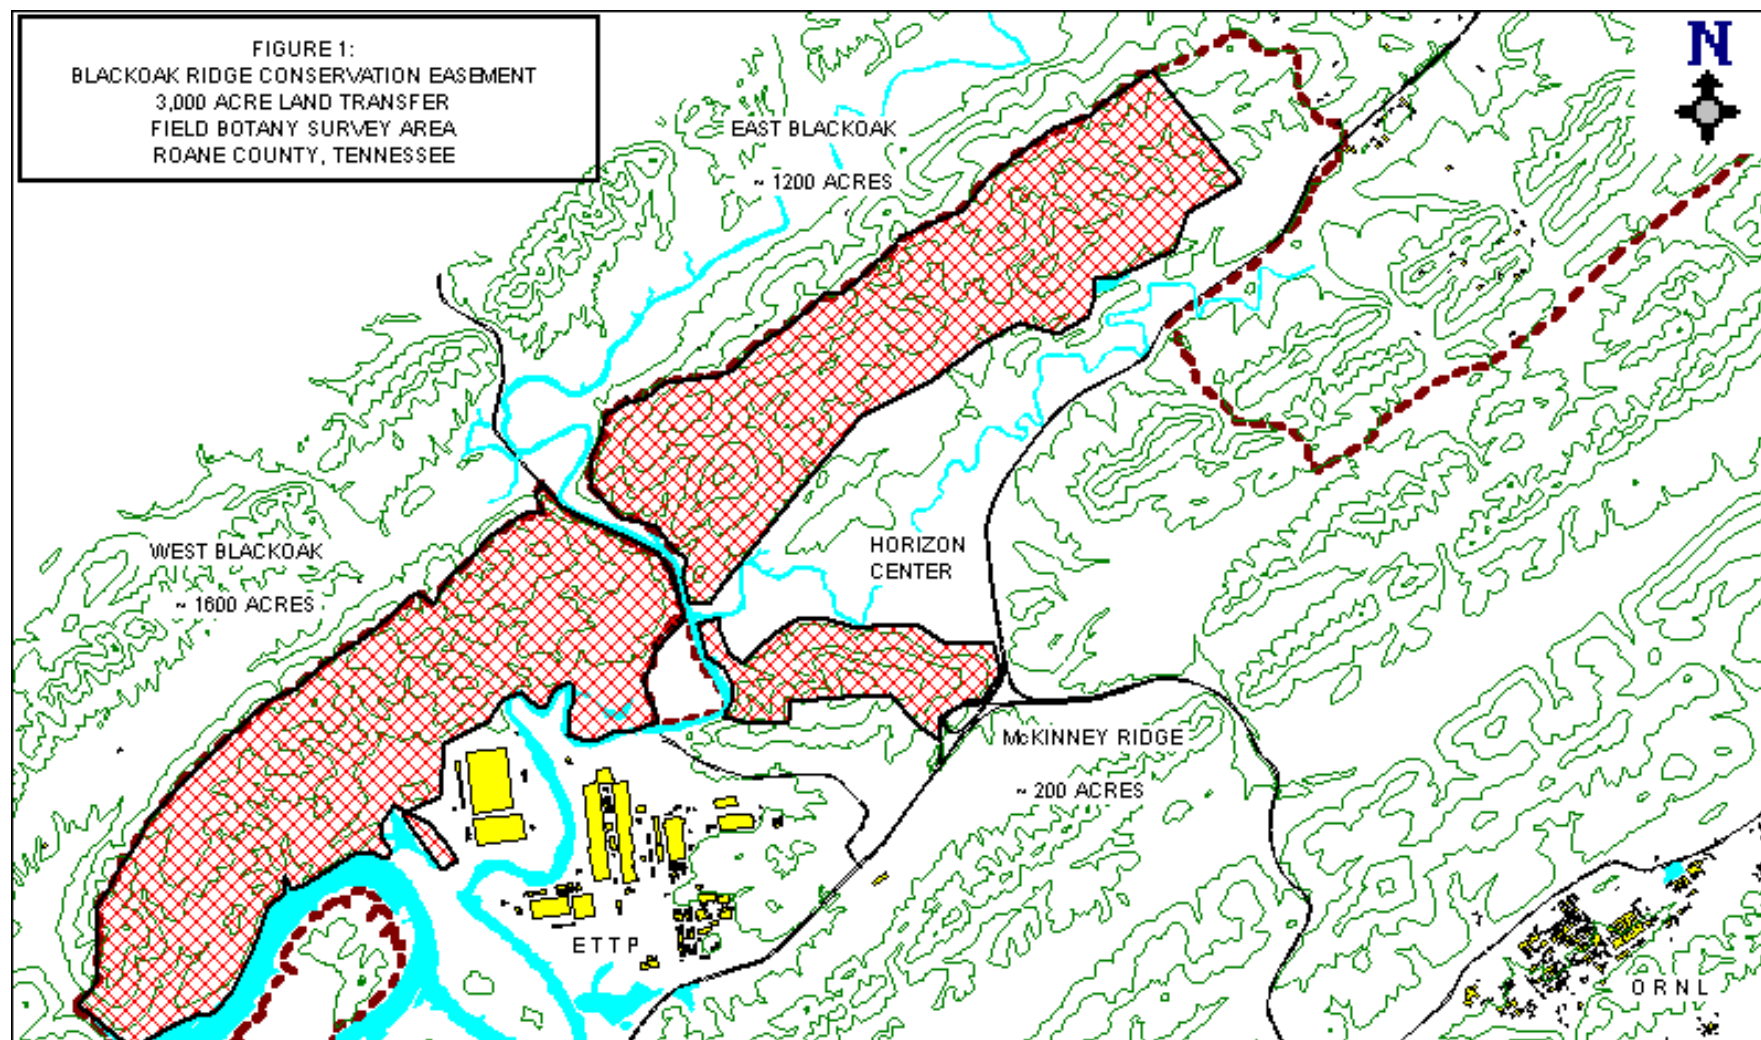 FIGURE 1:
BLACKOAK RIDGE CONSERVATION EASEMENT
3,000 ACRE LAND TRANSFER
FIELD BOTANY SURVEY AREA
ROANE COUNTY, TENNESSEE
N
EAST BLACKOAK
~ 1200 ACRES
WEST BLACKOAK
~ 1600 ACRES
HORIZON
CENTER
McKINNEY RIDGE
~ 200 ACRES
ETTP
ORNL